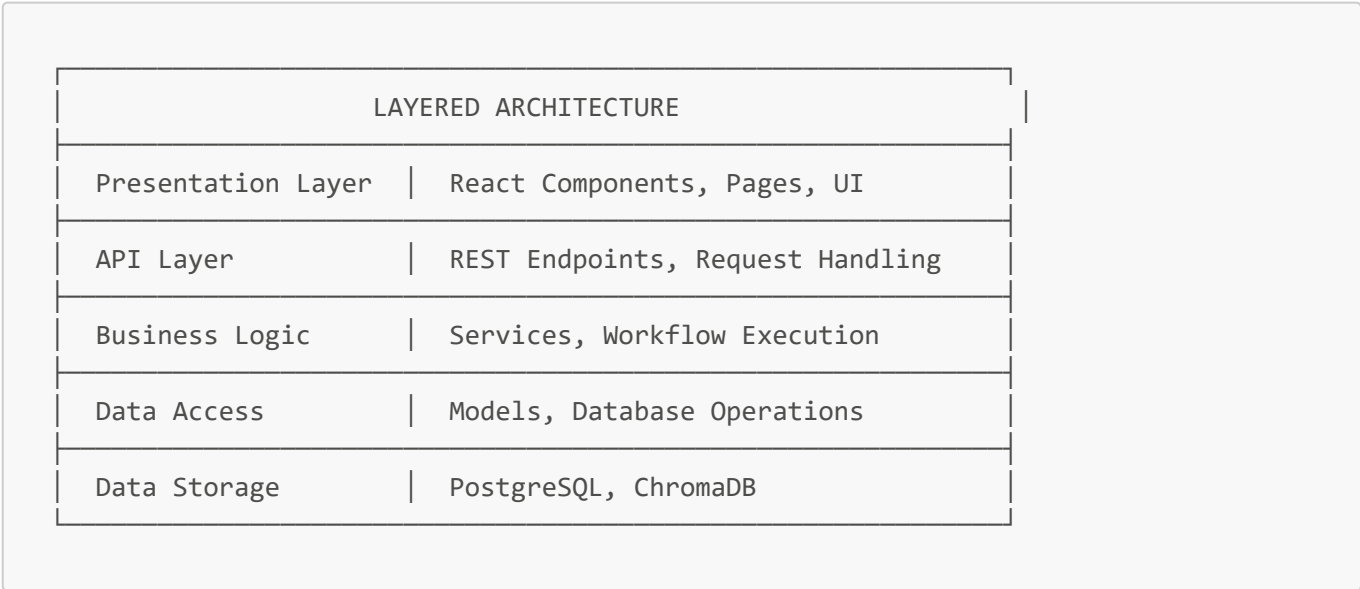 LAYERED ARCHITECTURE
Presentation Layer │ React Components, Pages, UI
API Layer │ REST Endpoints, Request Handling
Business Logic │ Services, Workflow Execution
Data Access │ Models, Database Operations
Data Storage │ PostgreSQL, ChromaDB